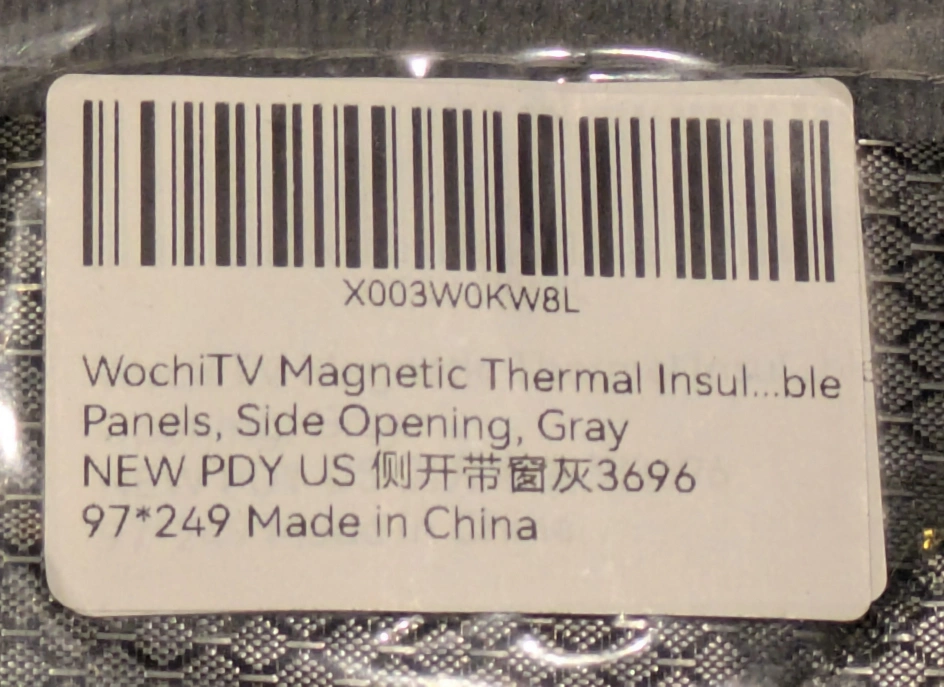 X003W0KW8L
WochiTV Magnetic Thermal Insul...ble
Panels, Side Opening, Gray
NEW PDY US 侧开带窗灰3696
97*249 Made in China